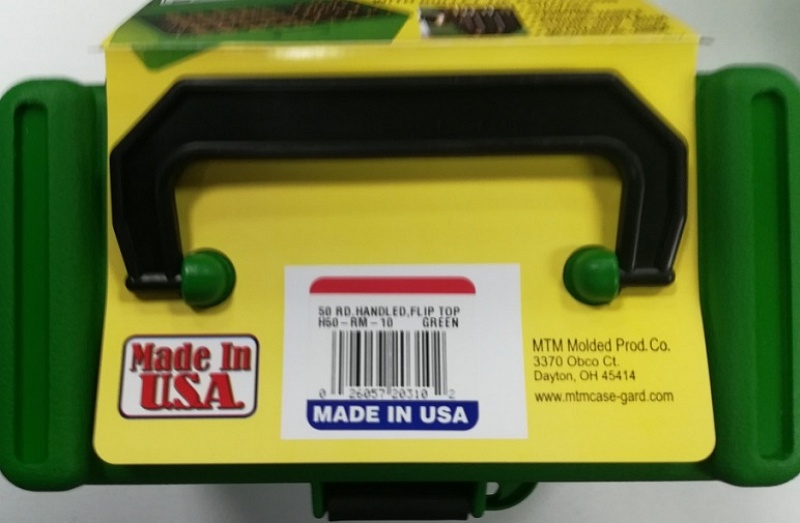 50 RD, HANDLED, FLIP TOP
H50-RM-10 GREEN
0 26057 20310 2
MADE IN USA
Made In
U.S.A.
MTM Molded Prod. Co.
3370 Obco Ct.
Dayton, OH 45414
www.mtmcase-gard.com